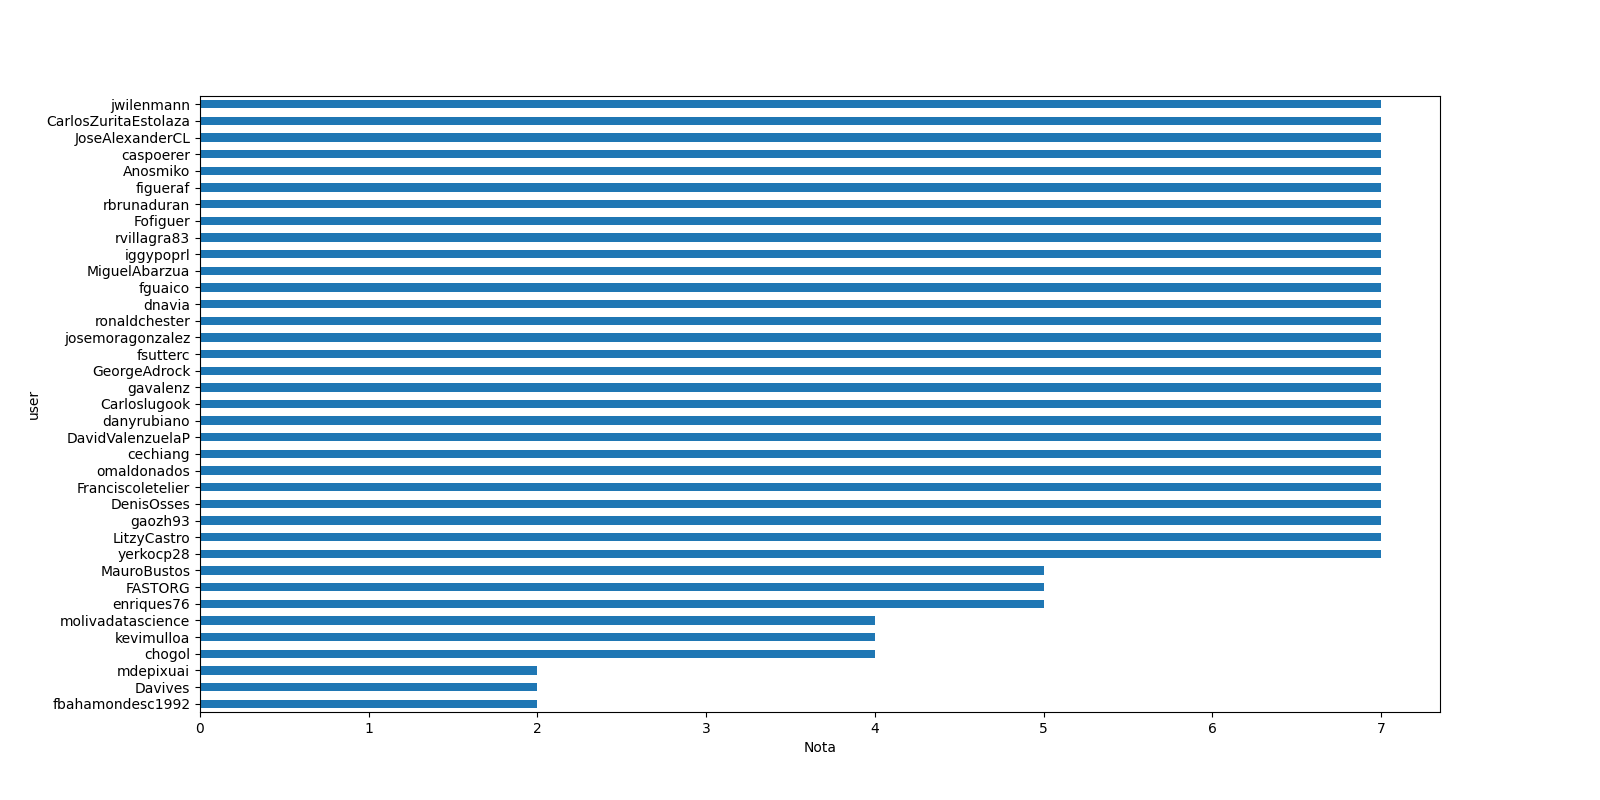 jwilenmann
CarlosZuritaEstolaza
JoseAlexanderCL
caspoerer
Anosmiko
figueraf
rbrunaduran
Fofiguer
rvillagra83
iggypoprl
MiguelAbarzua
fguaico
dnavia
ronaldchester
josemoragonzalez
fsutterc
GeorgeAdrock
gavalenz
Carloslugook
danyrubiano
DavidValenzuelaP
cechiang
omaldonados
Franciscoletelier
DenisOsses
gaozh93
LitzyCastro
yerkocp28
MauroBustos
FASTORG
enriques76
molivadatascience
kevimulloa
chogol
mdepixuai
Davives
fbahamondesc1992
user
0 1 2 3 4 5 6 7
Nota